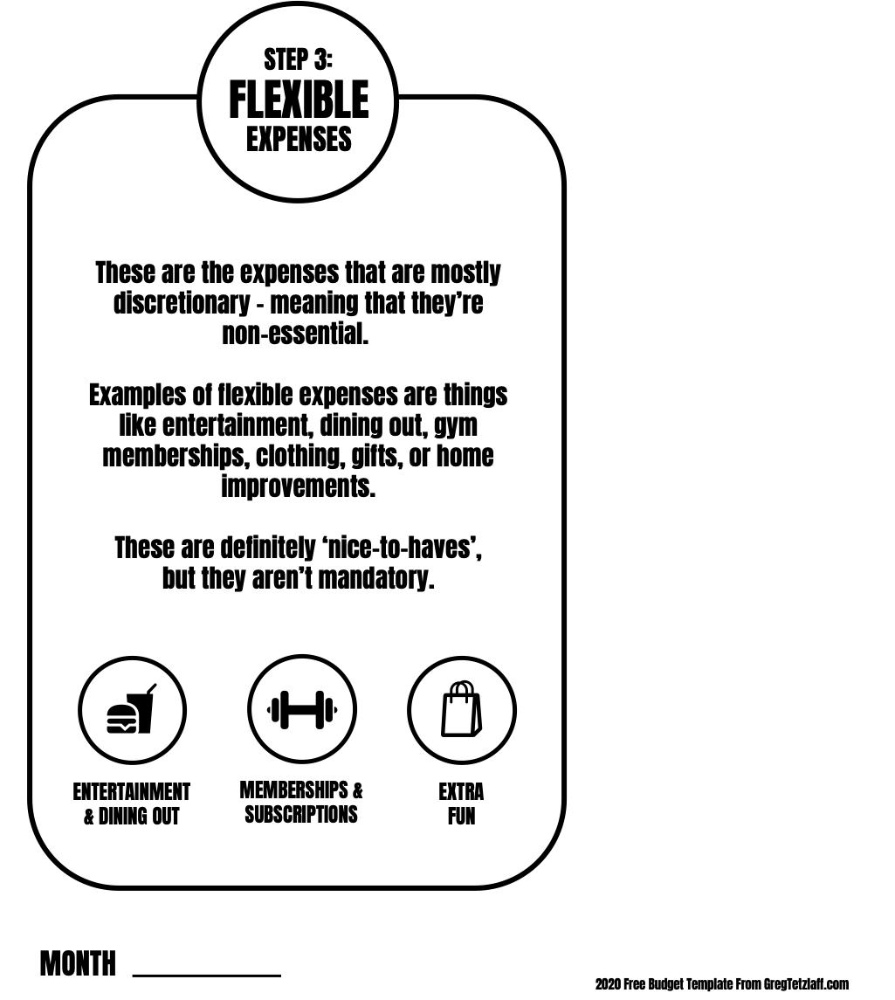 STEP 3:
FLEXIBLE
EXPENSES
These are the expenses that are mostly
discretionary - meaning that they’re
non-essential.
Examples of flexible expenses are things
like entertainment, dining out, gym
memberships, clothing, gifts, or home
improvements.
These are definitely ‘nice-to-haves’,
but they aren’t mandatory.
ENTERTAINMENT
& DINING OUT
MEMBERSHIPS &
SUBSCRIPTIONS
EXTRA
FUN
MONTH
2020 Free Budget Template From GregTetzlaff.com